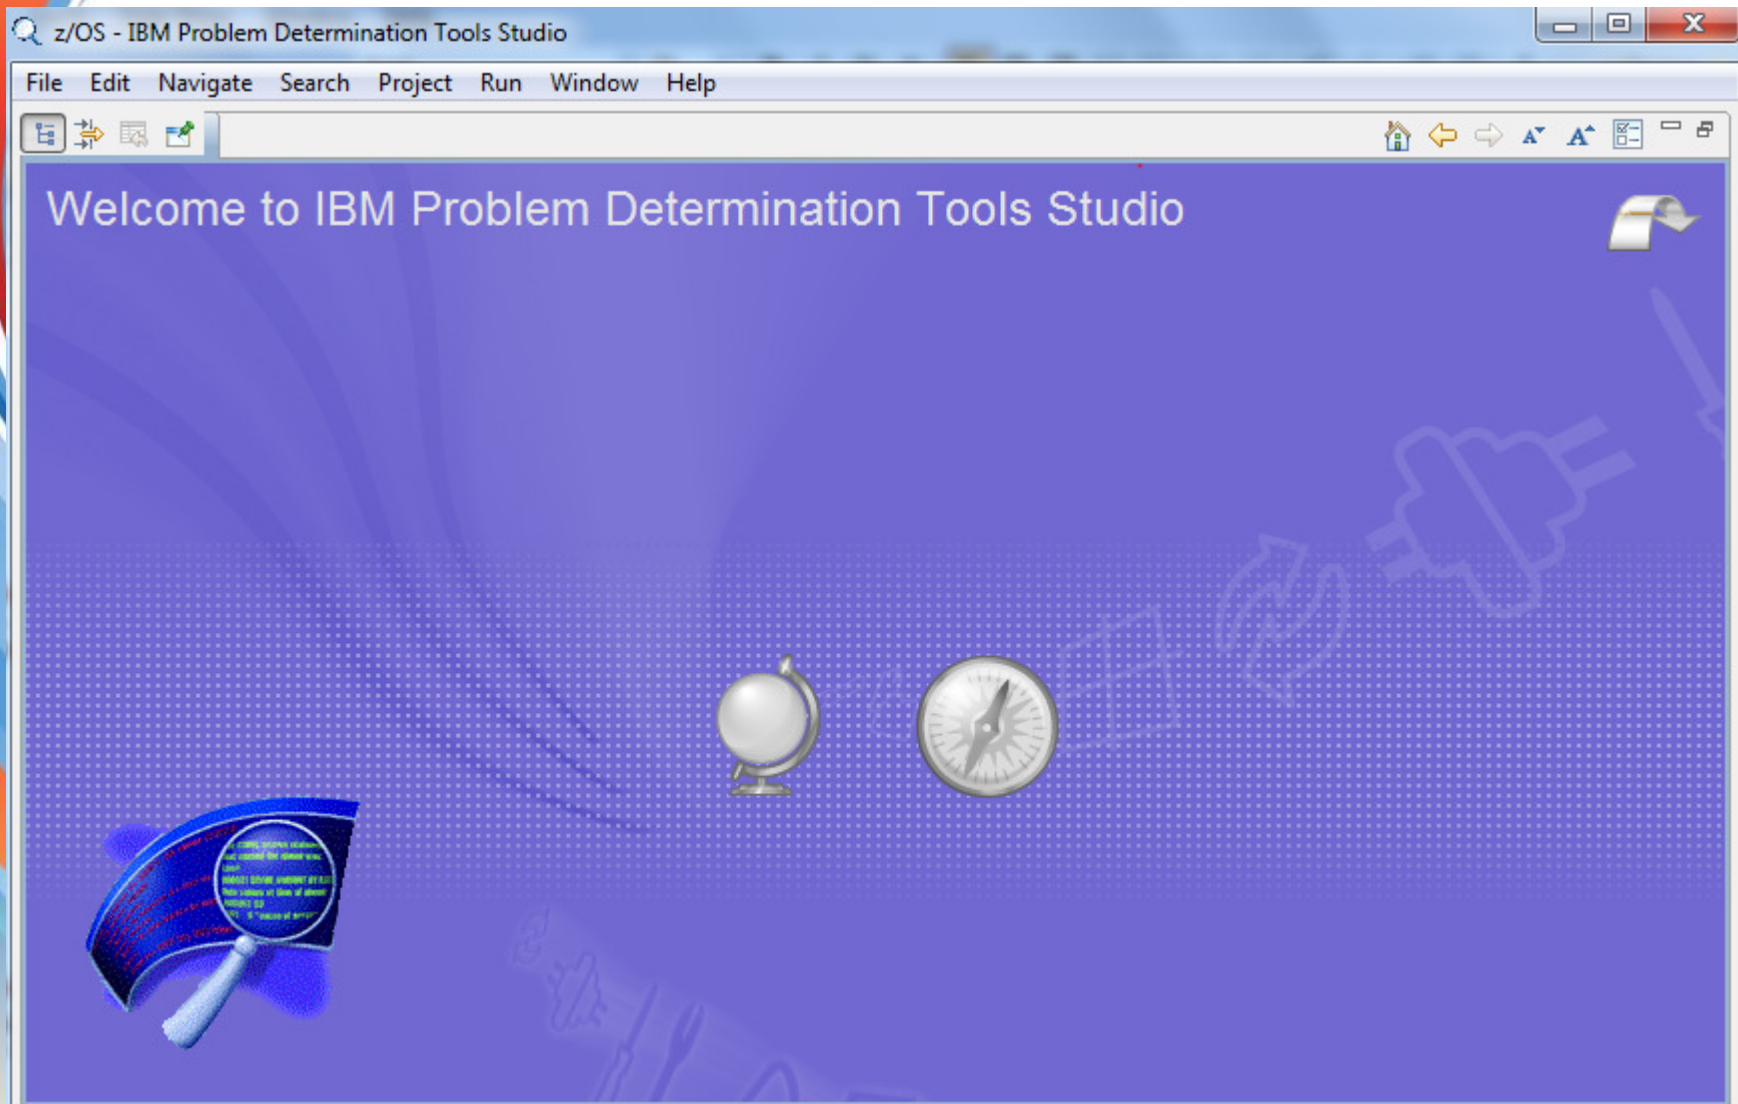 z/OS - IBM Problem Determination Tools Studio
File Edit Navigate Search Project Run Window Help
A A
Welcome to IBM Problem Determination Tools Studio